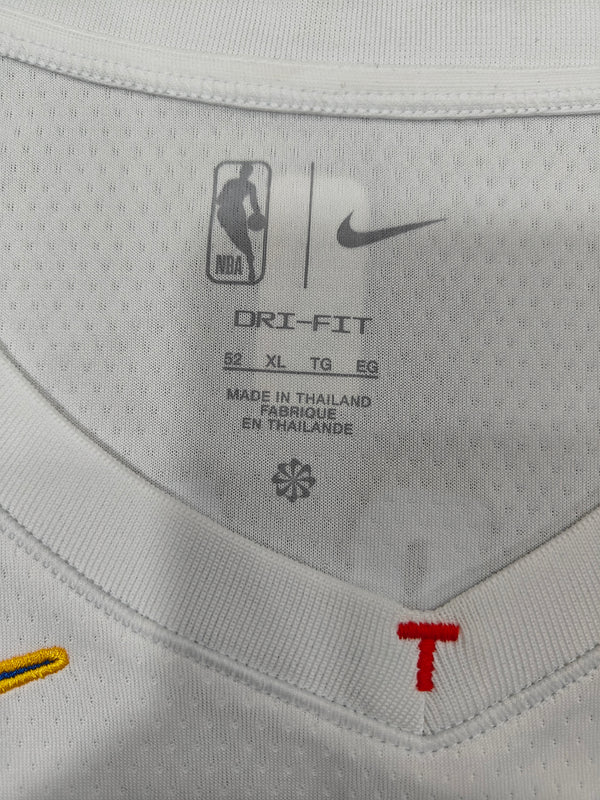 NBA
DRI-FIT
52 XL TG EG
MADE IN THAILAND
FABRIQUE
EN THAILANDE
T